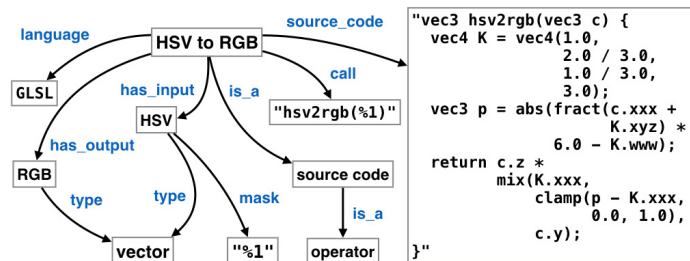 source_code
language
HSV to RGB
GLSL
has_input
is_a
call
"hsv2rgb(%1)"
HSV
has_output
RGB
source code
type
type
mask
is_a
vector
"%1"
operator
"vec3 hsv2rgb(vec3 c) {
  vec4 K = vec4(1.0,
                2.0 / 3.0,
                1.0 / 3.0,
                3.0);
  vec3 p = abs(fract(c.xxx +
                     K.xyz) *
               6.0 - K.www);
  return c.z *
         mix(K.xxx,
             clamp(p - K.xxx,
                   0.0, 1.0),
             c.y);
}"